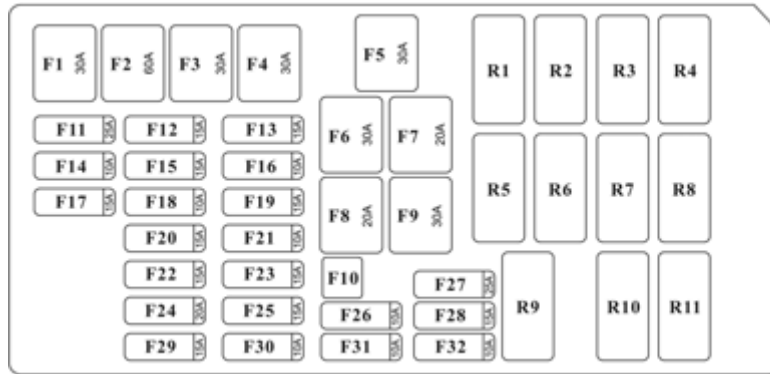 F1 30A F2 60A F3 30A F4 30A F5 30A R1 R2 R3 R4
F11 25A F12 15A F13 15A F6 30A F7 20A
F14 10A F15 15A F16 10A
F17 15A F18 10A F19 15A F8 20A F9 30A R5 R6 R7 R8
F20 15A F21 10A
F22 15A F23 15A F10 F27 25A
F24 20A F25 15A F26 10A F28 15A R9 R10 R11
F29 15A F30 10A F31 10A F32 10A